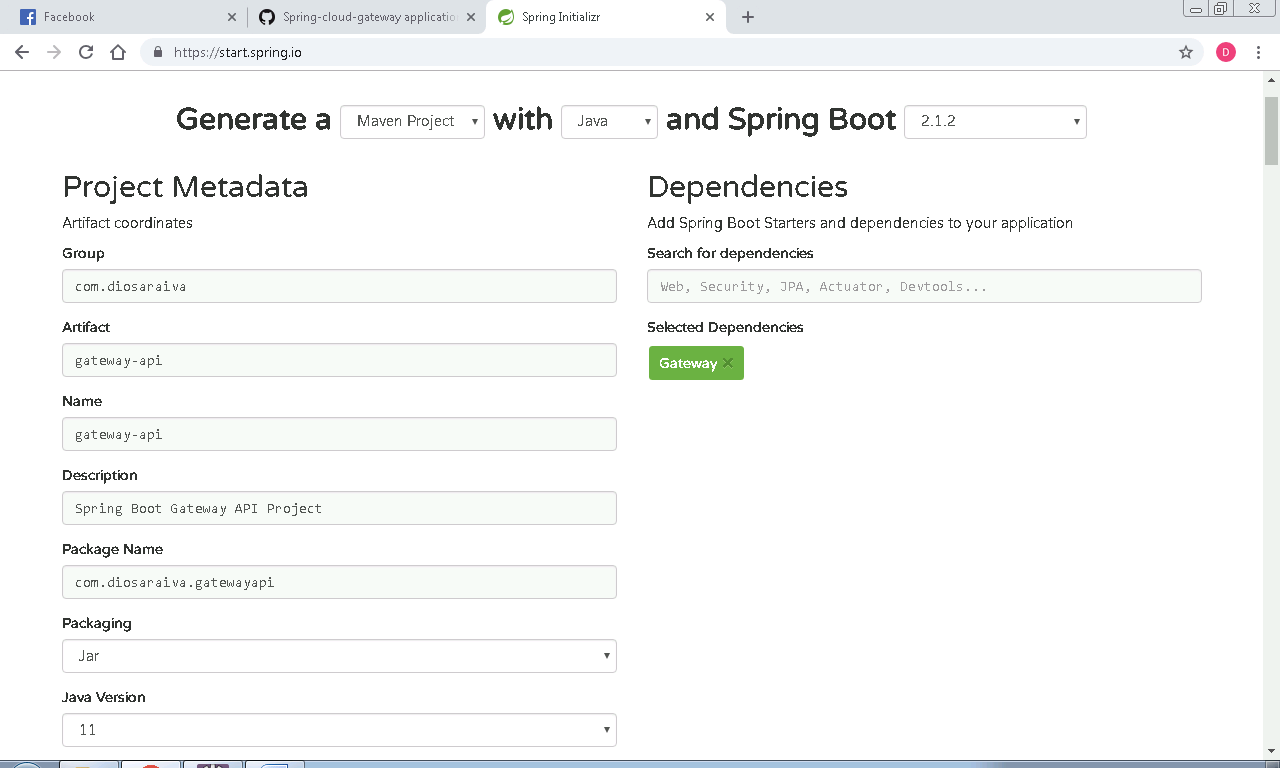 Facebook
Spring-cloud-gateway applicatio
Spring Initializr
https://start.spring.io
D
Generate a Maven Project with Java and Spring Boot 2.1.2
Project Metadata
Artifact coordinates
Group
com.diosaraiva
Artifact
gateway-api
Name
gateway-api
Description
Spring Boot Gateway API Project
Package Name
com.diosaraiva.gatewayapi
Packaging
Jar
Java Version
11
Dependencies
Add Spring Boot Starters and dependencies to your application
Search for dependencies
Web, Security, JPA, Actuator, Devtools...
Selected Dependencies
Gateway